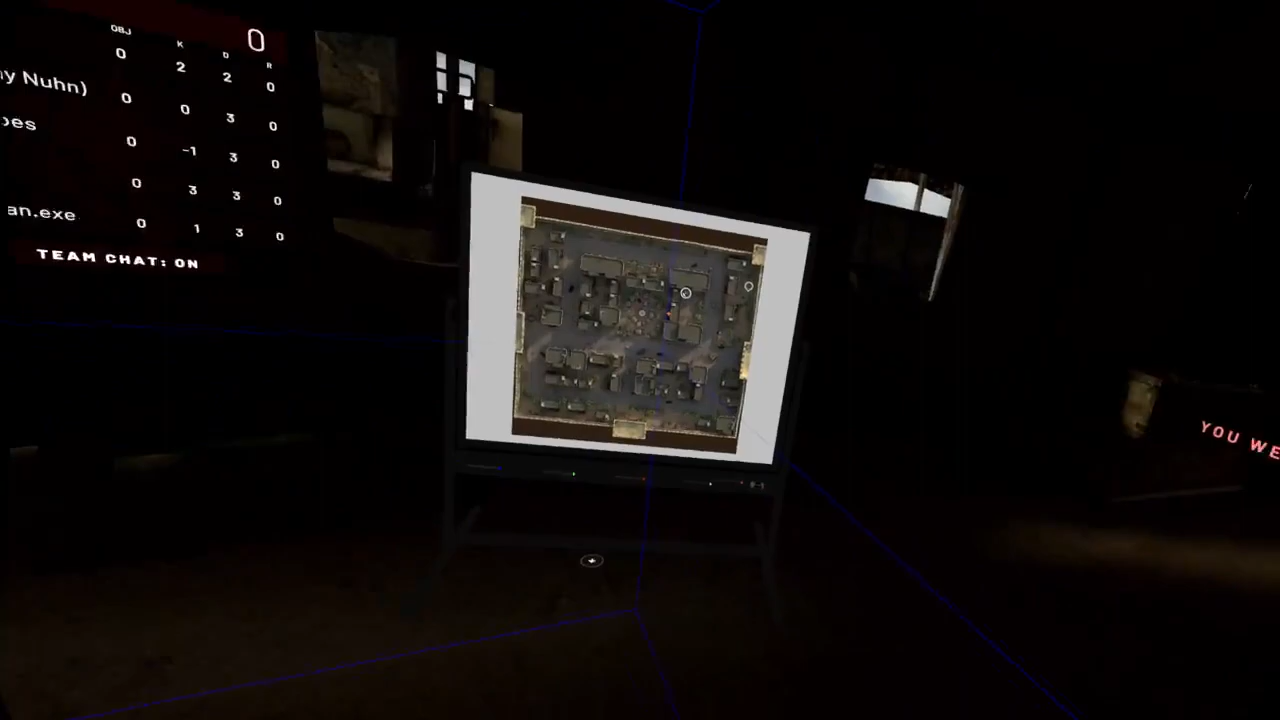 OBJ K D R 0
0 2 2 0
y Nuhn) 0 0 3 0
oes 0 -1 3 0
0 3 3 0
an.exe 0 1 3 0
TEAM CHAT: ON
YOU WE